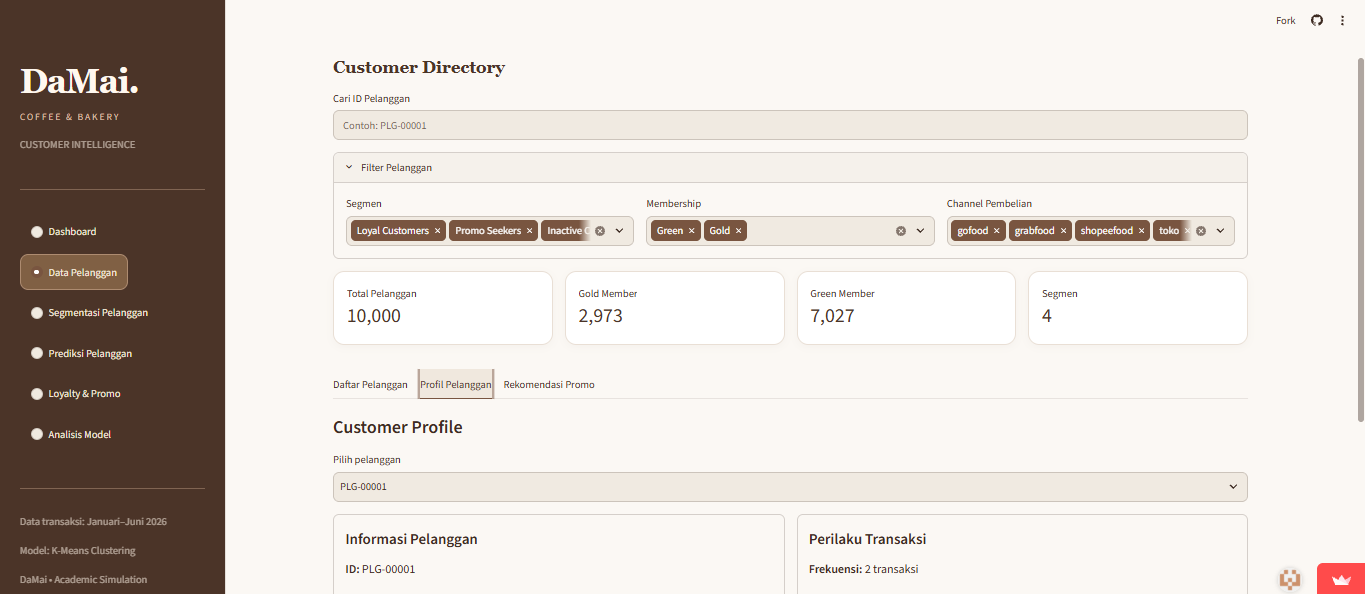 Fork
DaMai.
COFFEE & BAKERY
CUSTOMER INTELLIGENCE
Dashboard
Data Pelanggan
Segmentasi Pelanggan
Prediksi Pelanggan
Loyalty & Promo
Analisis Model
Data transaksi: Januari–Juni 2026
Model: K-Means Clustering
DaMai • Academic Simulation
Customer Directory
Cari ID Pelanggan
Contoh: PLG-00001
Filter Pelanggan
Segmen Membership Channel Pembelian
Loyal Customers × Promo Seekers × Inactive Green × Gold × gofood × grabfood × shopeefood × toko ×
Total Pelanggan Gold Member Green Member Segmen
10,000 2,973 7,027 4
Daftar Pelanggan Profil Pelanggan Rekomendasi Promo
Customer Profile
Pilih pelanggan
PLG-00001
Informasi Pelanggan Perilaku Transaksi
ID: PLG-00001 Frekuensi: 2 transaksi